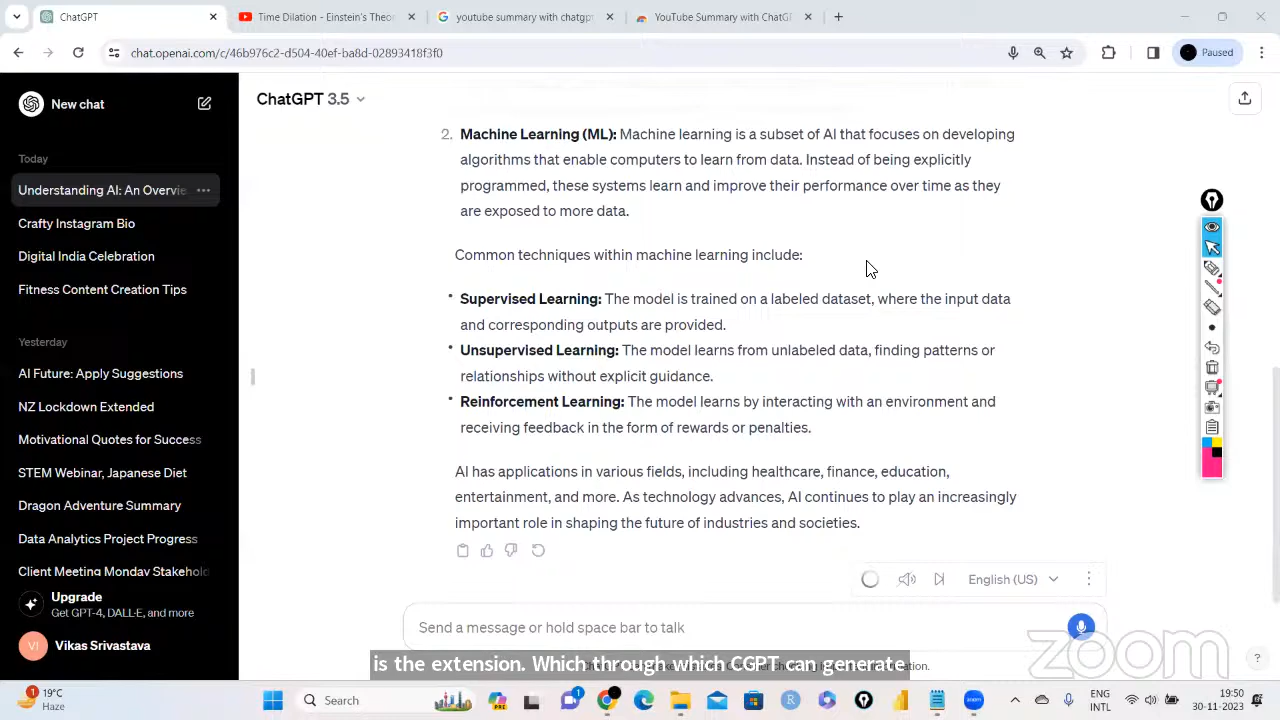 ChatGPT
Time Dilation - Einstein's Theo
youtube summary with chatgpt
YouTube Summary with ChatG
chat.openai.com/c/46b976c2-d504-40ef-ba8d-02893418f3f0
Paused
New chat
ChatGPT 3.5
Today
Understanding AI: An Overvie
Crafty Instagram Bio
Digital India Celebration
Fitness Content Creation Tips
Yesterday
AI Future: Apply Suggestions
NZ Lockdown Extended
Motivational Quotes for Success
STEM Webinar, Japanese Diet
Dragon Adventure Summary
Data Analytics Project Progress
Client Meeting Monday Stakehold
Upgrade
Get GPT-4, DALL·E, and more
VI
Vikas Srivastava
2. Machine Learning (ML): Machine learning is a subset of AI that focuses on developing
algorithms that enable computers to learn from data. Instead of being explicitly
programmed, these systems learn and improve their performance over time as they
are exposed to more data.
Common techniques within machine learning include:
• Supervised Learning: The model is trained on a labeled dataset, where the input data
and corresponding outputs are provided.
• Unsupervised Learning: The model learns from unlabeled data, finding patterns or
relationships without explicit guidance.
• Reinforcement Learning: The model learns by interacting with an environment and
receiving feedback in the form of rewards or penalties.
AI has applications in various fields, including healthcare, finance, education,
entertainment, and more. As technology advances, AI continues to play an increasingly
important role in shaping the future of industries and societies.
English (US)
Send a message or hold space bar to talk
is the extension. Which through which CGPT can generate
zoom
?
1
19°C
Haze
Search
1
ENG
INTL
19:50
30-11-2023